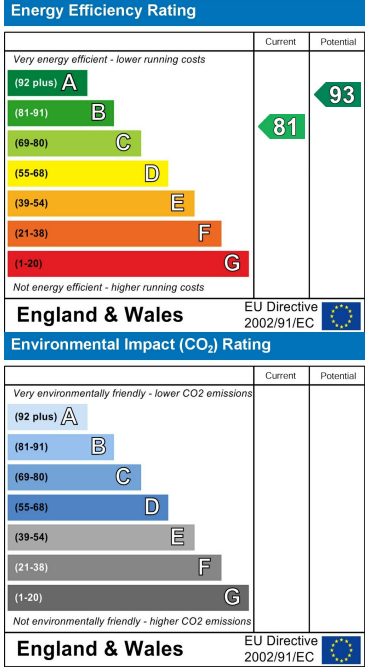 Energy Efficiency Rating
Current Potential
Very energy efficient - lower running costs
(92 plus) A
93
(81-91) B
81
(69-80) C
(55-68) D
(39-54) E
(21-38) F
(1-20) G
Not energy efficient - higher running costs
England & Wales
EU Directive
2002/91/EC
Environmental Impact (CO₂) Rating
Current Potential
Very environmentally friendly - lower CO2 emissions
(92 plus) A
(81-91) B
(69-80) C
(55-68) D
(39-54) E
(21-38) F
(1-20) G
Not environmentally friendly - higher CO2 emissions
England & Wales
EU Directive
2002/91/EC